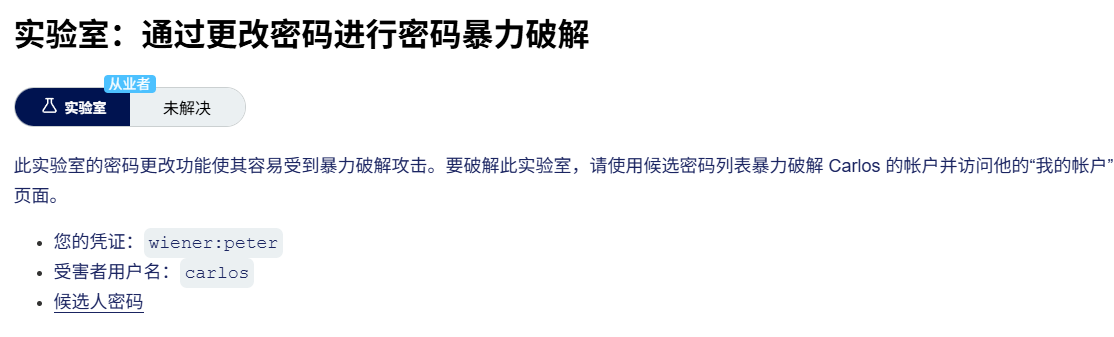 实验室：通过更改密码进行密码暴力破解
从业者
实验室
未解决
此实验室的密码更改功能使其容易受到暴力破解攻击。要破解此实验室，请使用候选密码列表暴力破解 Carlos 的帐户并访问他的“我的帐户”
页面。
您的凭证：wiener:peter
受害者用户名：carlos
候选人密码